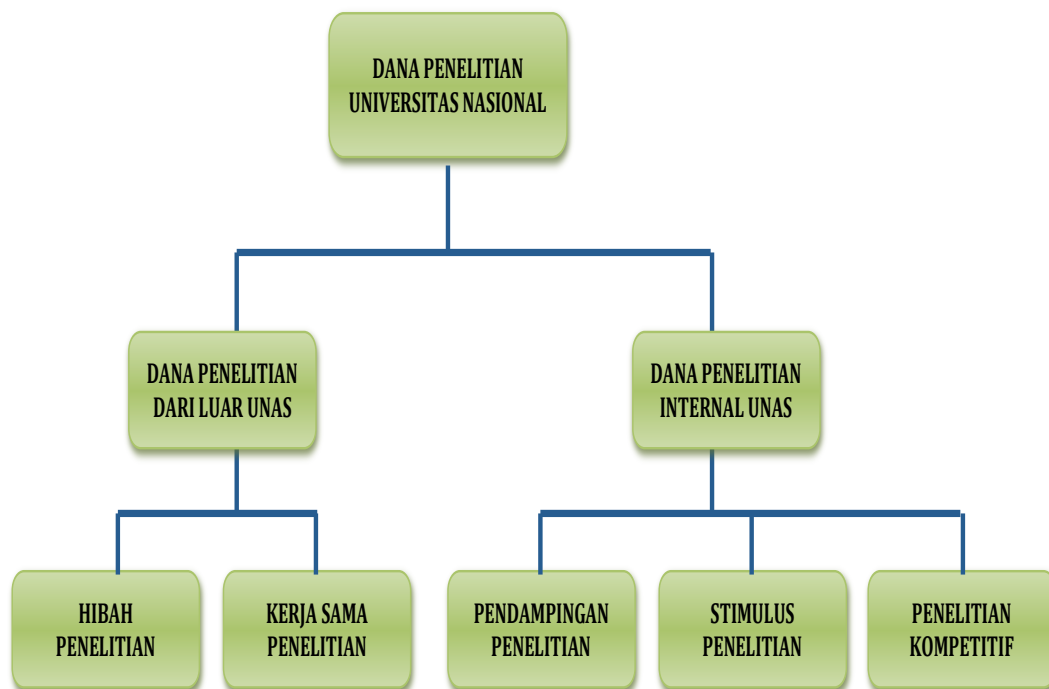 DANA PENELITIAN
UNIVERSITAS NASIONAL
DANA PENELITIAN
DARI LUAR UNAS
DANA PENELITIAN
INTERNAL UNAS
HIBAH
PENELITIAN
KERJA SAMA
PENELITIAN
PENDAMPINGAN
PENELITIAN
STIMULUS
PENELITIAN
PENELITIAN
KOMPETITIF